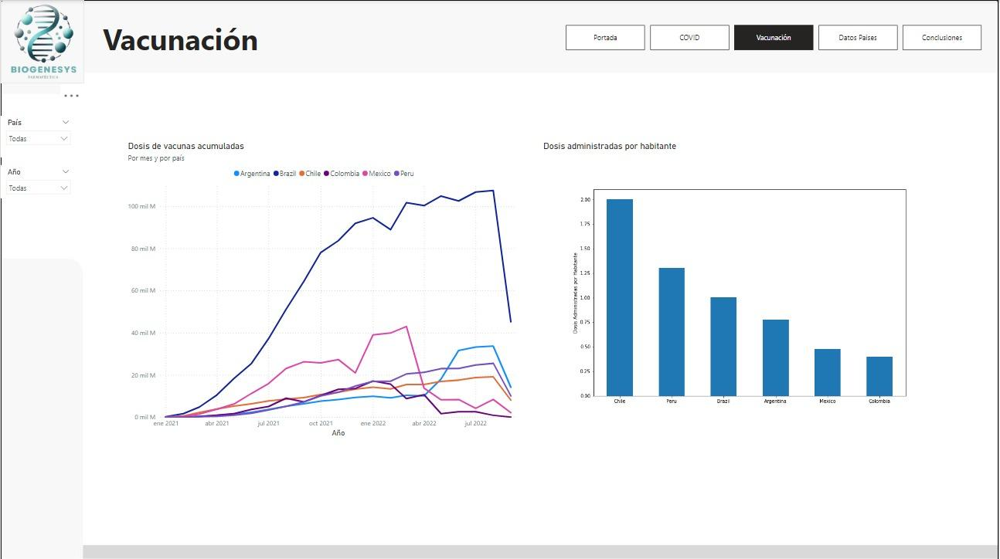 BIOGENESYS
FARMACÉUTICA
Vacunación
Portada
COVID
Vacunación
Datos Paises
Conclusiones
País
Todas
Año
Todas
Dosis de vacunas acumuladas
Por mes y por país
Argentina Brazil Chile Colombia Mexico Peru
100 mil M
80 mil M
60 mil M
40 mil M
20 mil M
0 mil M
ene 2021 abr 2021 jul 2021 oct 2021 ene 2022 abr 2022 jul 2022
Año
Dosis administradas por habitante
Dosis Administradas por Habitante
2.00
1.75
1.50
1.25
1.00
0.75
0.50
0.25
0.00
Chile Peru Brazil Argentina Mexico Colombia